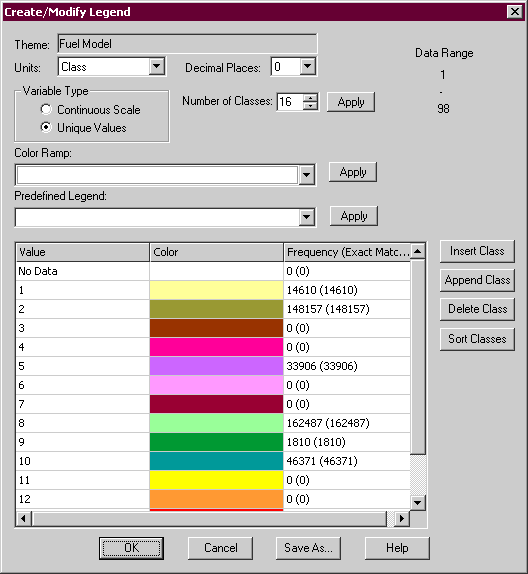 Create/Modify Legend
Theme: Fuel Model
Units: Class Decimal Places: 0
Data Range
1
-
98
Variable Type
Continuous Scale
Unique Values
Number of Classes: 16 Apply
Color Ramp:
Apply
Predefined Legend:
Apply
Value Color Frequency (Exact Matc...
No Data 0 (0)
1 14610 (14610)
2 148157 (148157)
3 0 (0)
4 0 (0)
5 33906 (33906)
6 0 (0)
7 0 (0)
8 162487 (162487)
9 1810 (1810)
10 46371 (46371)
11 0 (0)
12 0 (0)
Insert Class
Append Class
Delete Class
Sort Classes
OK Cancel Save As... Help